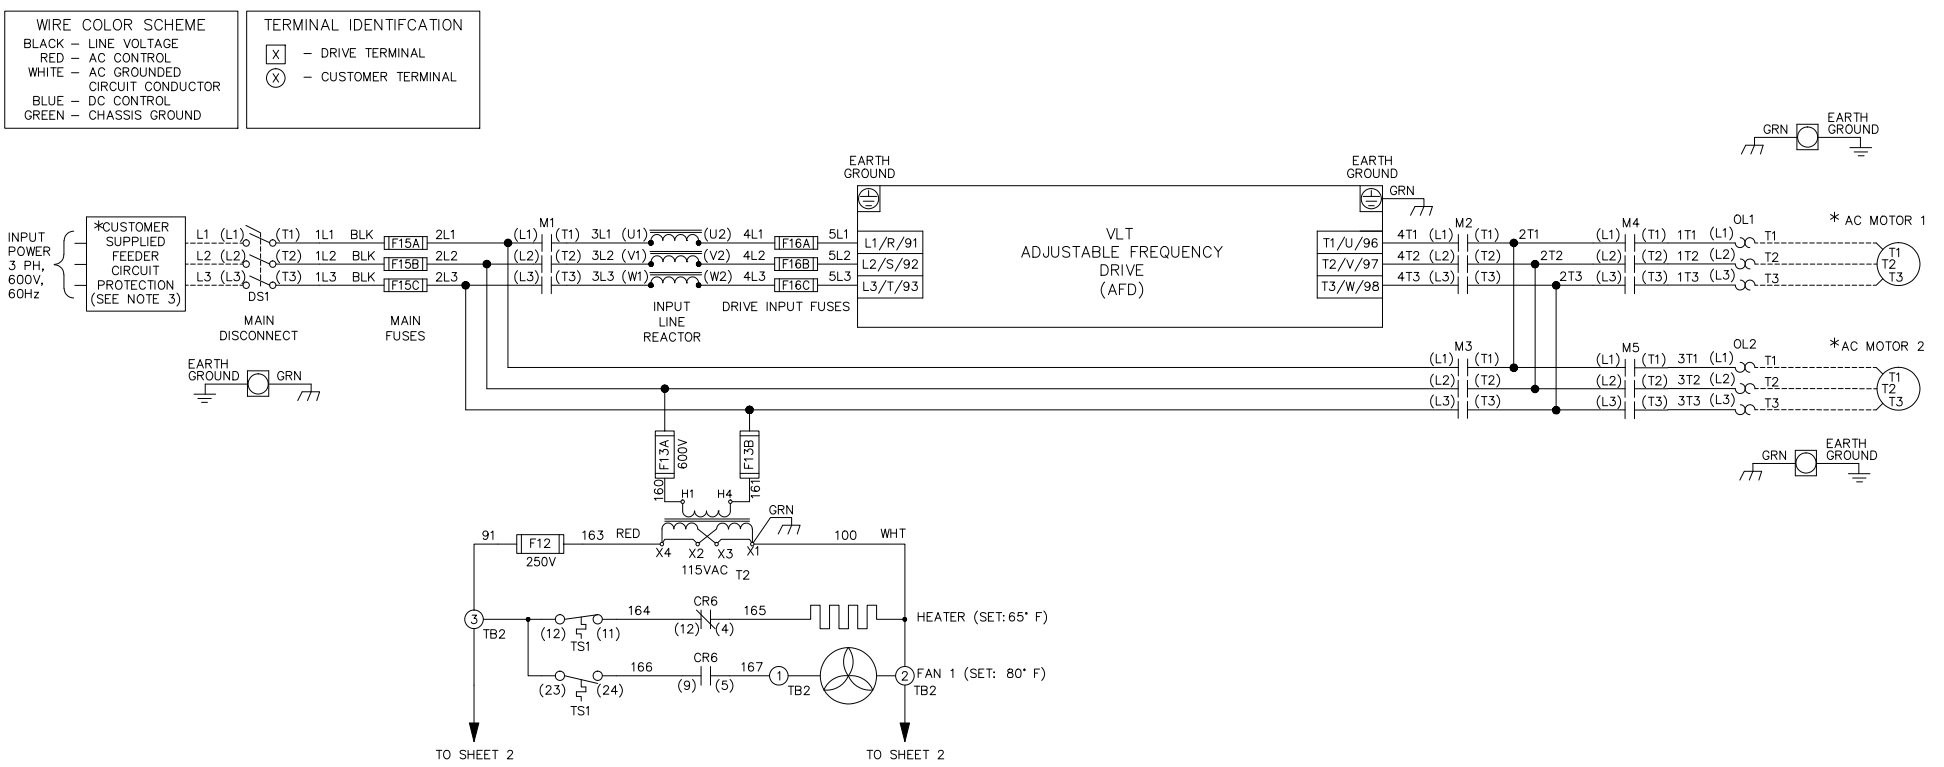 WIRE COLOR SCHEME
BLACK – LINE VOLTAGE
RED – AC CONTROL
WHITE – AC GROUNDED
CIRCUIT CONDUCTOR
BLUE – DC CONTROL
GREEN – CHASSIS GROUND
TERMINAL IDENTIFCATION
X – DRIVE TERMINAL
X – CUSTOMER TERMINAL
GRN
EARTH
GROUND
EARTH
GROUND
EARTH
GROUND
GRN
INPUT
POWER
3 PH,
600V,
60Hz
*CUSTOMER
SUPPLIED
FEEDER
CIRCUIT
PROTECTION
(SEE NOTE 3)
L1 (L1) (T1) 1L1 BLK F15A 2L1 (L1) M1 (T1) 3L1 (U1) (U2) 4L1 F16A 5L1 L1/R/91
L2 (L2) (T2) 1L2 BLK F15B 2L2 (L2) (T2) 3L2 (V1) (V2) 4L2 F16B 5L2 L2/S/92
L3 (L3) (T3) 1L3 BLK F15C 2L3 (L3) (T3) 3L3 (W1) (W2) 4L3 F16C 5L3 L3/T/93
DS1
MAIN
DISCONNECT
MAIN
FUSES
INPUT
LINE
REACTOR
DRIVE INPUT FUSES
VLT
ADJUSTABLE FREQUENCY
DRIVE
(AFD)
T1/U/96 4T1 (L1) M2 (T1) 2T1 (L1) M4 (T1) 1T1 (L1) OL1 T1
T2/V/97 4T2 (L2) (T2) 2T2 (L2) (T2) 1T2 (L2) T2
T3/W/98 4T3 (L3) (T3) 2T3 (L3) (T3) 1T3 (L3) T3
* AC MOTOR 1
T1
T2
T3
EARTH
GROUND
GRN
(L1) M3 (T1) (L1) M5 (T1) 3T1 (L1) OL2 T1
(L2) (T2) (L2) (T2) 3T2 (L2) T2
(L3) (T3) (L3) (T3) 3T3 (L3) T3
*AC MOTOR 2
T1
T2
T3
GRN
EARTH
GROUND
F13A
600V
F13B
160
H1
H4
161
GRN
91
F12
250V
163
RED
X4
X2
X3
X1
115VAC
T2
100
WHT
3
TB2
(12)
(11)
TS1
164
CR6
(12)
(4)
165
HEATER (SET:65° F)
(23)
(24)
TS1
166
CR6
(9)
(5)
167
1
TB2
2
TB2
FAN 1 (SET: 80° F)
TO SHEET 2
TO SHEET 2